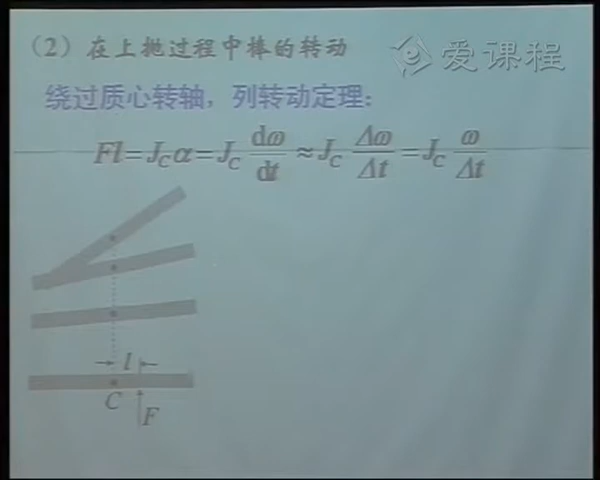 （2）在上抛过程中棒的转动
爱课程
绕过质心转轴，列转动定理：
Fl=J_Cα=J_C dω/dt≈J_C Δω/Δt=J_C ω/Δt
l
C
F